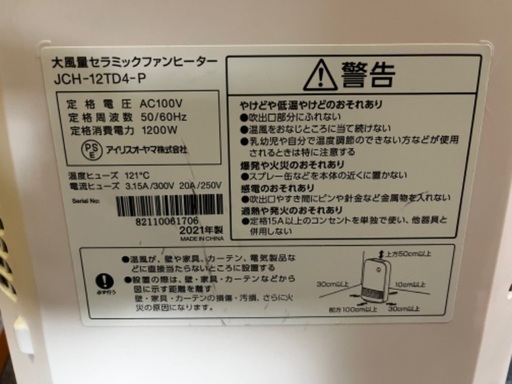 大風量セラミックファンヒーター
JCH-12TD4-P
定格電圧 AC100V
定格周波数 50/60Hz
定格消費電力 1200W
PS
E
アイリスオーヤマ株式会社
温度ヒューズ 121℃
電流ヒューズ 3.15A/300V 20A/250V
Serial No:
82110061706
2021年製
MADE IN CHINA
警告
やけどや低温やけどのおそれあり
●吹出口部分にふれない
●温風をおなじところに当て続けない
●乳幼児や自分で温度調節のできない方などが使用
されるときは特に注意する
爆発や火災のおそれあり
●スプレー缶などを本体の近くに置かない
感電のおそれあり
●吹出口やすき間にピンや針金など金属物を入れない
過熱や発火のおそれあり
●定格15A以上のコンセントを単独で使い、他器具と
併用しない。
●温風が、壁や家具、カーテン、電気製品な
どに直接当たらないところに設置する
●設置の際は、壁・家具・カーテンなどから
図に示す距離を離す
壁・家具・カーテンの損傷・汚損、さらに火
災の原因になります。
必ず行う
上方50cm以上
30cm以上
10cm以上
前方100cm以上
30cm以上